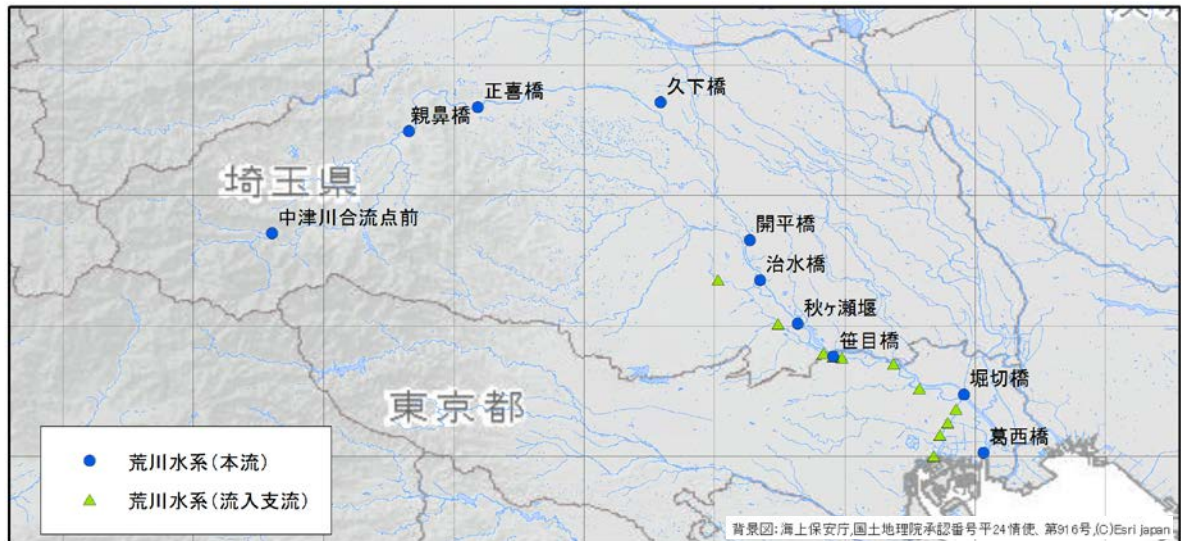 正喜橋
久下橋
親鼻橋
埼玉県
中津川合流点前
開平橋
治水橋
秋ヶ瀬堰
笹目橋
堀切橋
東京都
葛西橋
荒川水系(本流)
荒川水系(流入支流)
背景図:海上保安庁,国土地理院承認番号平24情使、第916号,(C)Esri japan